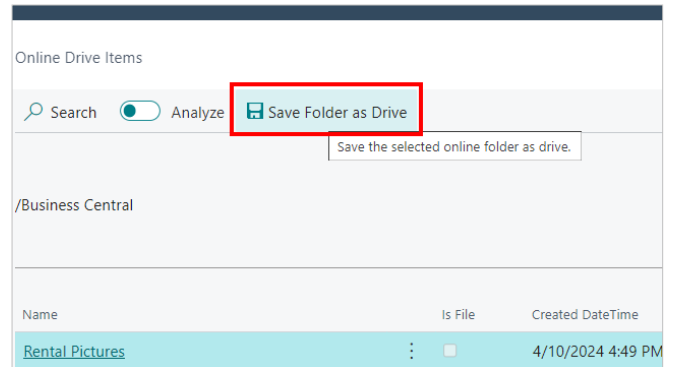 Online Drive Items
Search Analyze Save Folder as Drive
Save the selected online folder as drive.
/Business Central
Name Is File Created DateTime
Rental Pictures 4/10/2024 4:49 PM